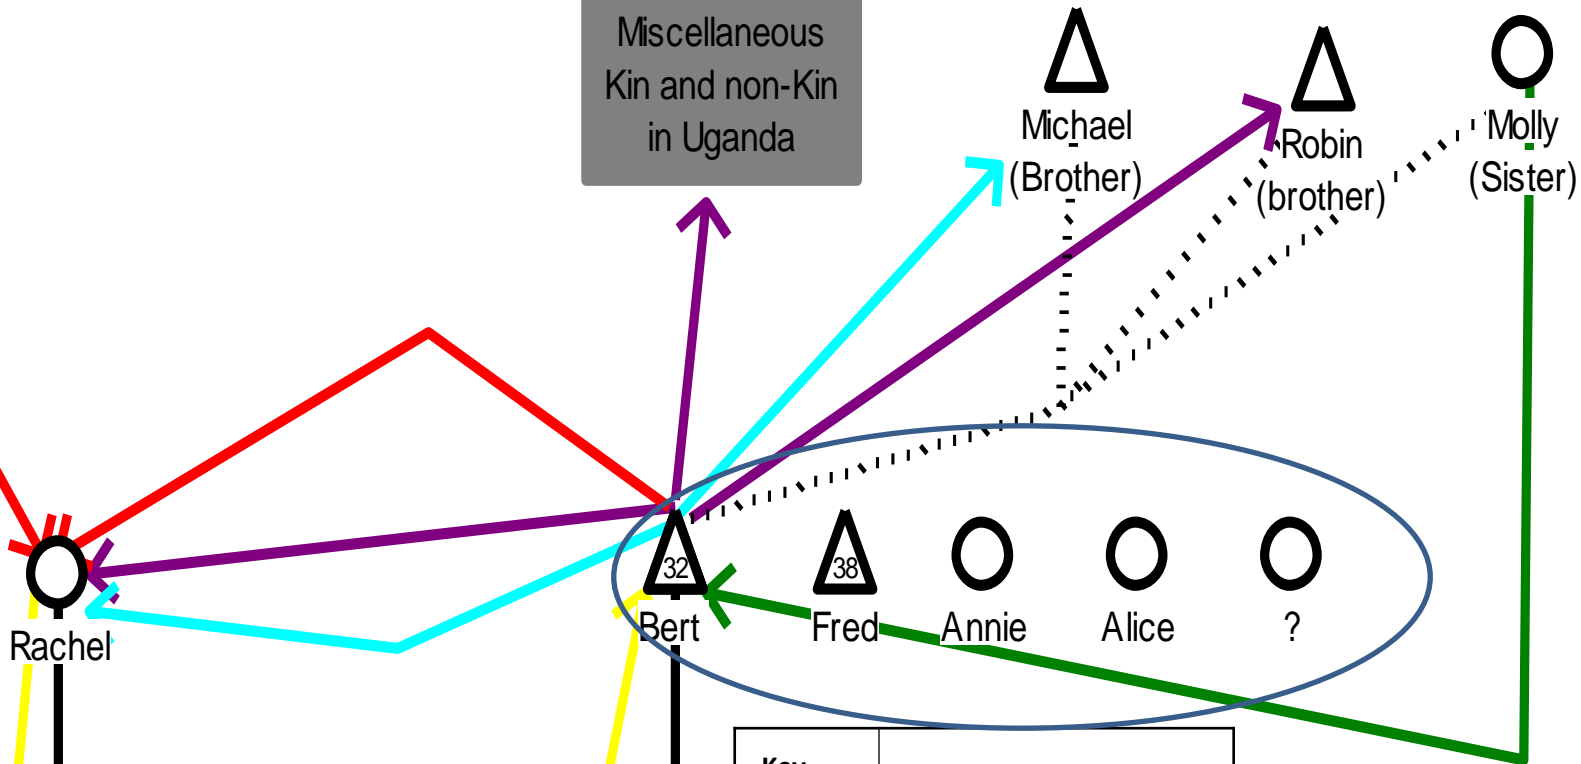 Miscellaneous
Kin and non-Kin
in Uganda
Michael
(Brother)
Robin
(brother)
Molly
(Sister)
Rachel
32
Bert
38
Fred
Annie
Alice
?
Key